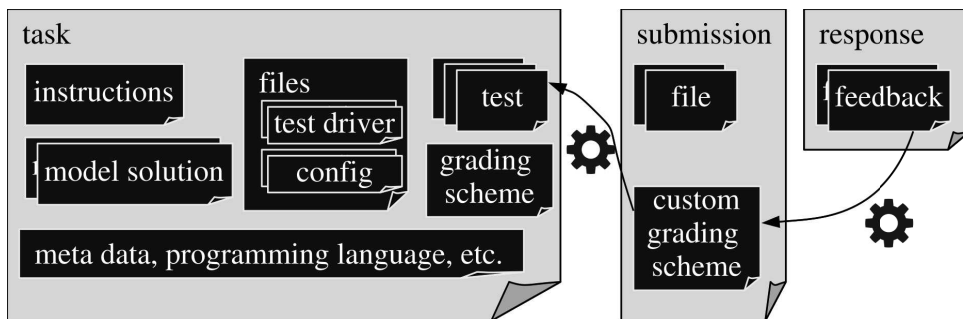 task
instructions
model solution
files
test driver
config
test
grading
scheme
meta data, programming language, etc.
submission
file
custom
grading
scheme
response
feedback